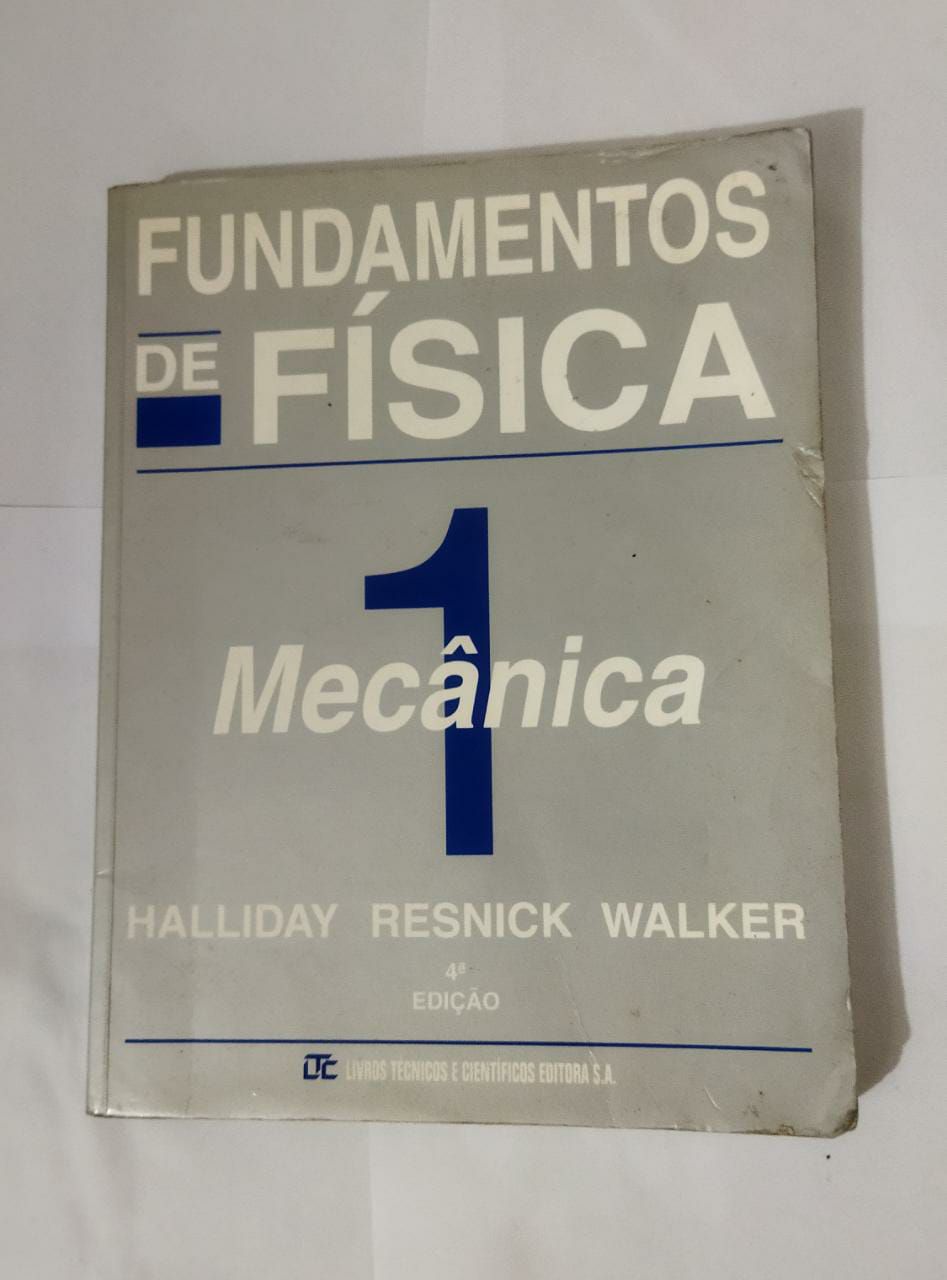 FUNDAMENTOS
DE FÍSICA
1
Mecânica
HALLIDAY RESNICK WALKER
4ª
EDIÇÃO
LTC LIVROS TÉCNICOS E CIENTÍFICOS EDITORA S.A.